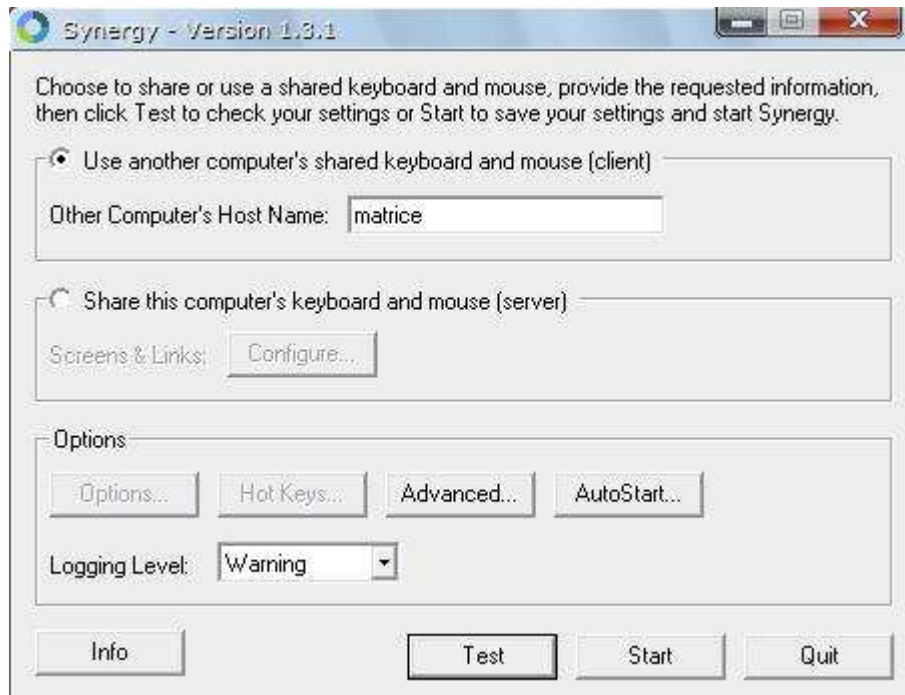 Synergy - Version 1.3.1
Choose to share or use a shared keyboard and mouse, provide the requested information,
then click Test to check your settings or Start to save your settings and start Synergy.
Use another computer's shared keyboard and mouse (client)
Other Computer's Host Name: matrice
Share this computer's keyboard and mouse (server)
Screens & Links: Configure...
Options
Options... Hot Keys... Advanced... AutoStart...
Logging Level: Warning
Info Test Start Quit